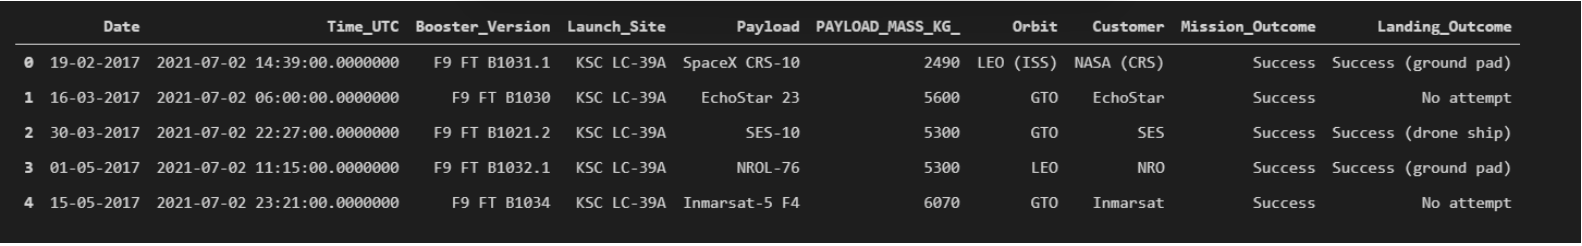 Date Time_UTC Booster_Version Launch_Site Payload PAYLOAD_MASS_KG_ Orbit Customer Mission_Outcome Landing_Outcome
0 19-02-2017 2021-07-02 14:39:00.0000000 F9 FT B1031.1 KSC LC-39A SpaceX CRS-10 2490 LEO (ISS) NASA (CRS) Success Success (ground pad)
1 16-03-2017 2021-07-02 06:00:00.0000000 F9 FT B1030 KSC LC-39A EchoStar 23 5600 GTO EchoStar Success No attempt
2 30-03-2017 2021-07-02 22:27:00.0000000 F9 FT B1021.2 KSC LC-39A SES-10 5300 GTO SES Success Success (drone ship)
3 01-05-2017 2021-07-02 11:15:00.0000000 F9 FT B1032.1 KSC LC-39A NROL-76 5300 LEO NRO Success Success (ground pad)
4 15-05-2017 2021-07-02 23:21:00.0000000 F9 FT B1034 KSC LC-39A Inmarsat-5 F4 6070 GTO Inmarsat Success No attempt